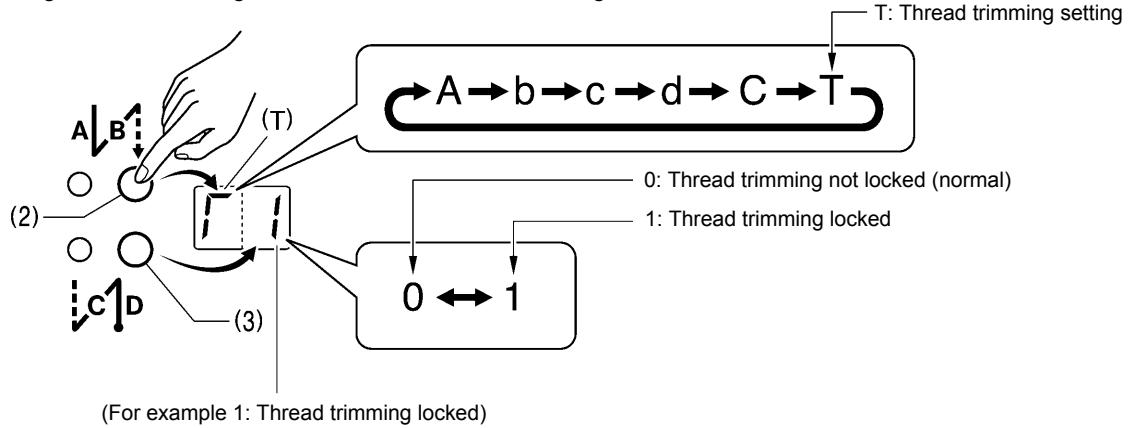 T: Thread trimming setting
A → b → c → d → C → T
A B
(T)
0: Thread trimming not locked (normal)
(2)
1: Thread trimming locked
0 ↔ 1
C D
(3)
(For example 1: Thread trimming locked)